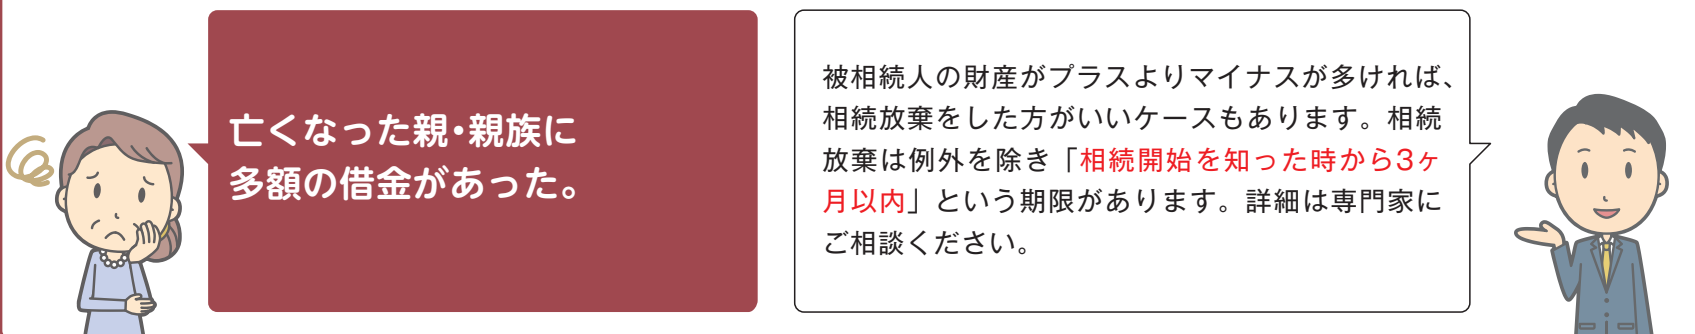 亡くなった親・親族に
多額の借金があった。
被相続人の財産がプラスよりマイナスが多ければ、
相続放棄をした方がいいケースもあります。相続
放棄は例外を除き「相続開始を知った時から3ヶ
月以内」という期限があります。詳細は専門家に
ご相談ください。